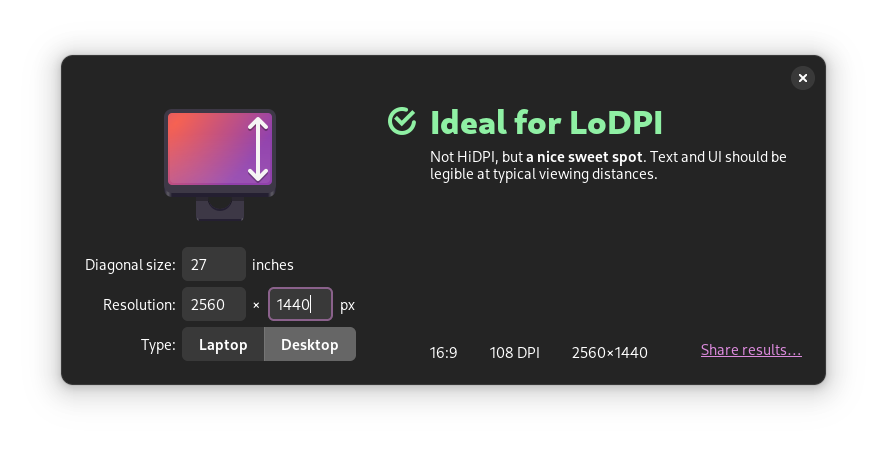 Ideal for LoDPI
Not HiDPI, but a nice sweet spot. Text and UI should be
legible at typical viewing distances.
Diagonal size: 27 inches
Resolution: 2560 × 1440 px
Type: Laptop Desktop
16:9 108 DPI 2560×1440 Share results…